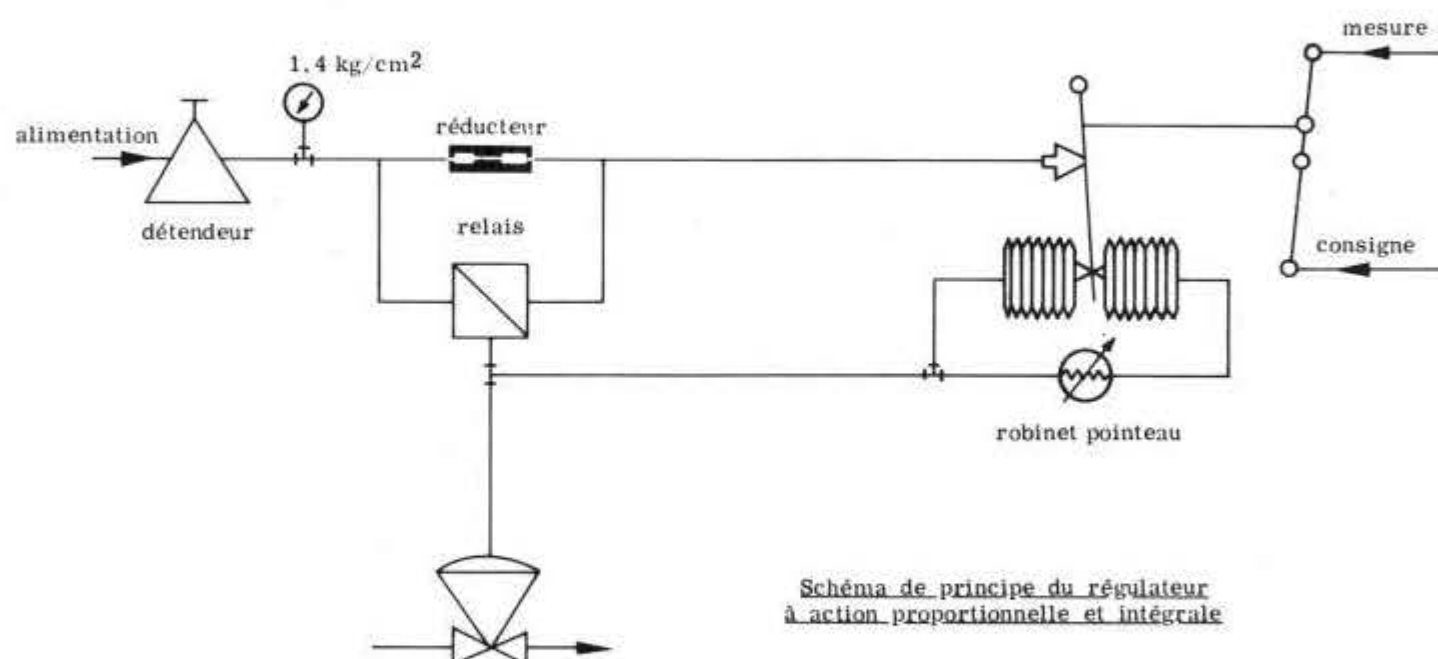 mesure
1,4 kg/cm²
alimentation
réducteur
détendeur
relais
consigne
robinet pointeau
Schéma de principe du régulateur
à action proportionnelle et intégrale